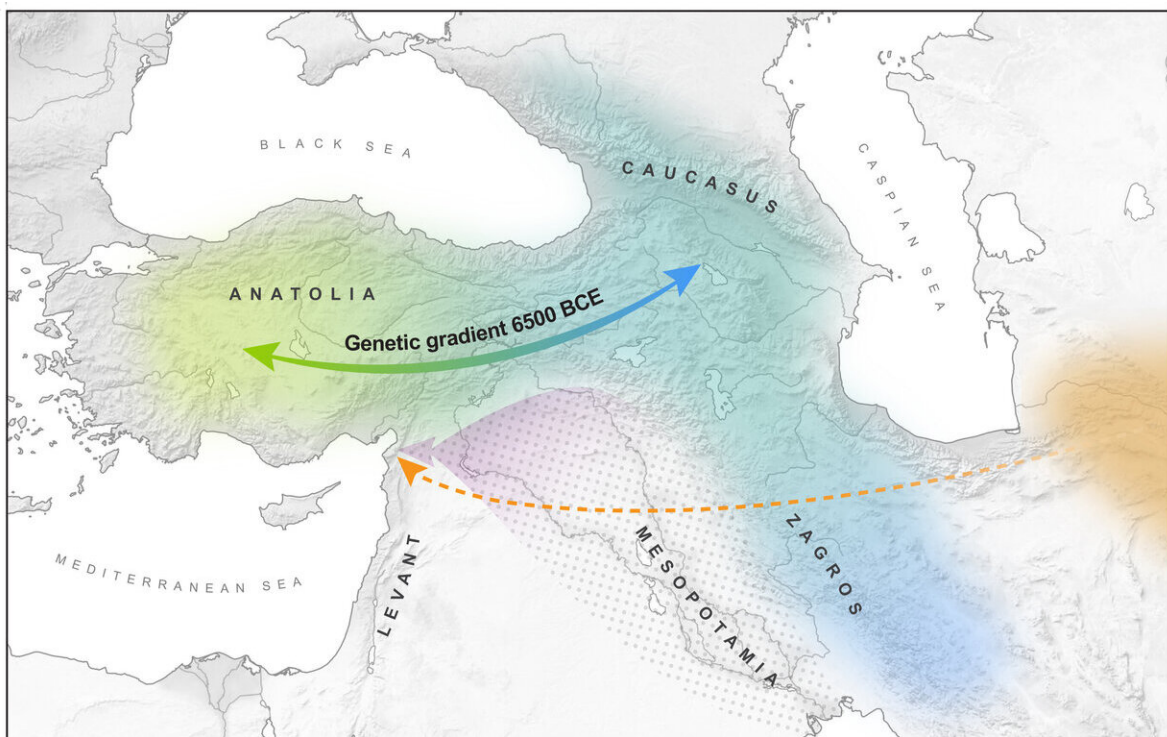 BLACK SEA
CAUCASUS
CASPIAN SEA
ANATOLIA
Genetic gradient 6500 BCE
ZAGROS
MESOPOTAMIA
LEVANT
MEDITERRANEAN SEA